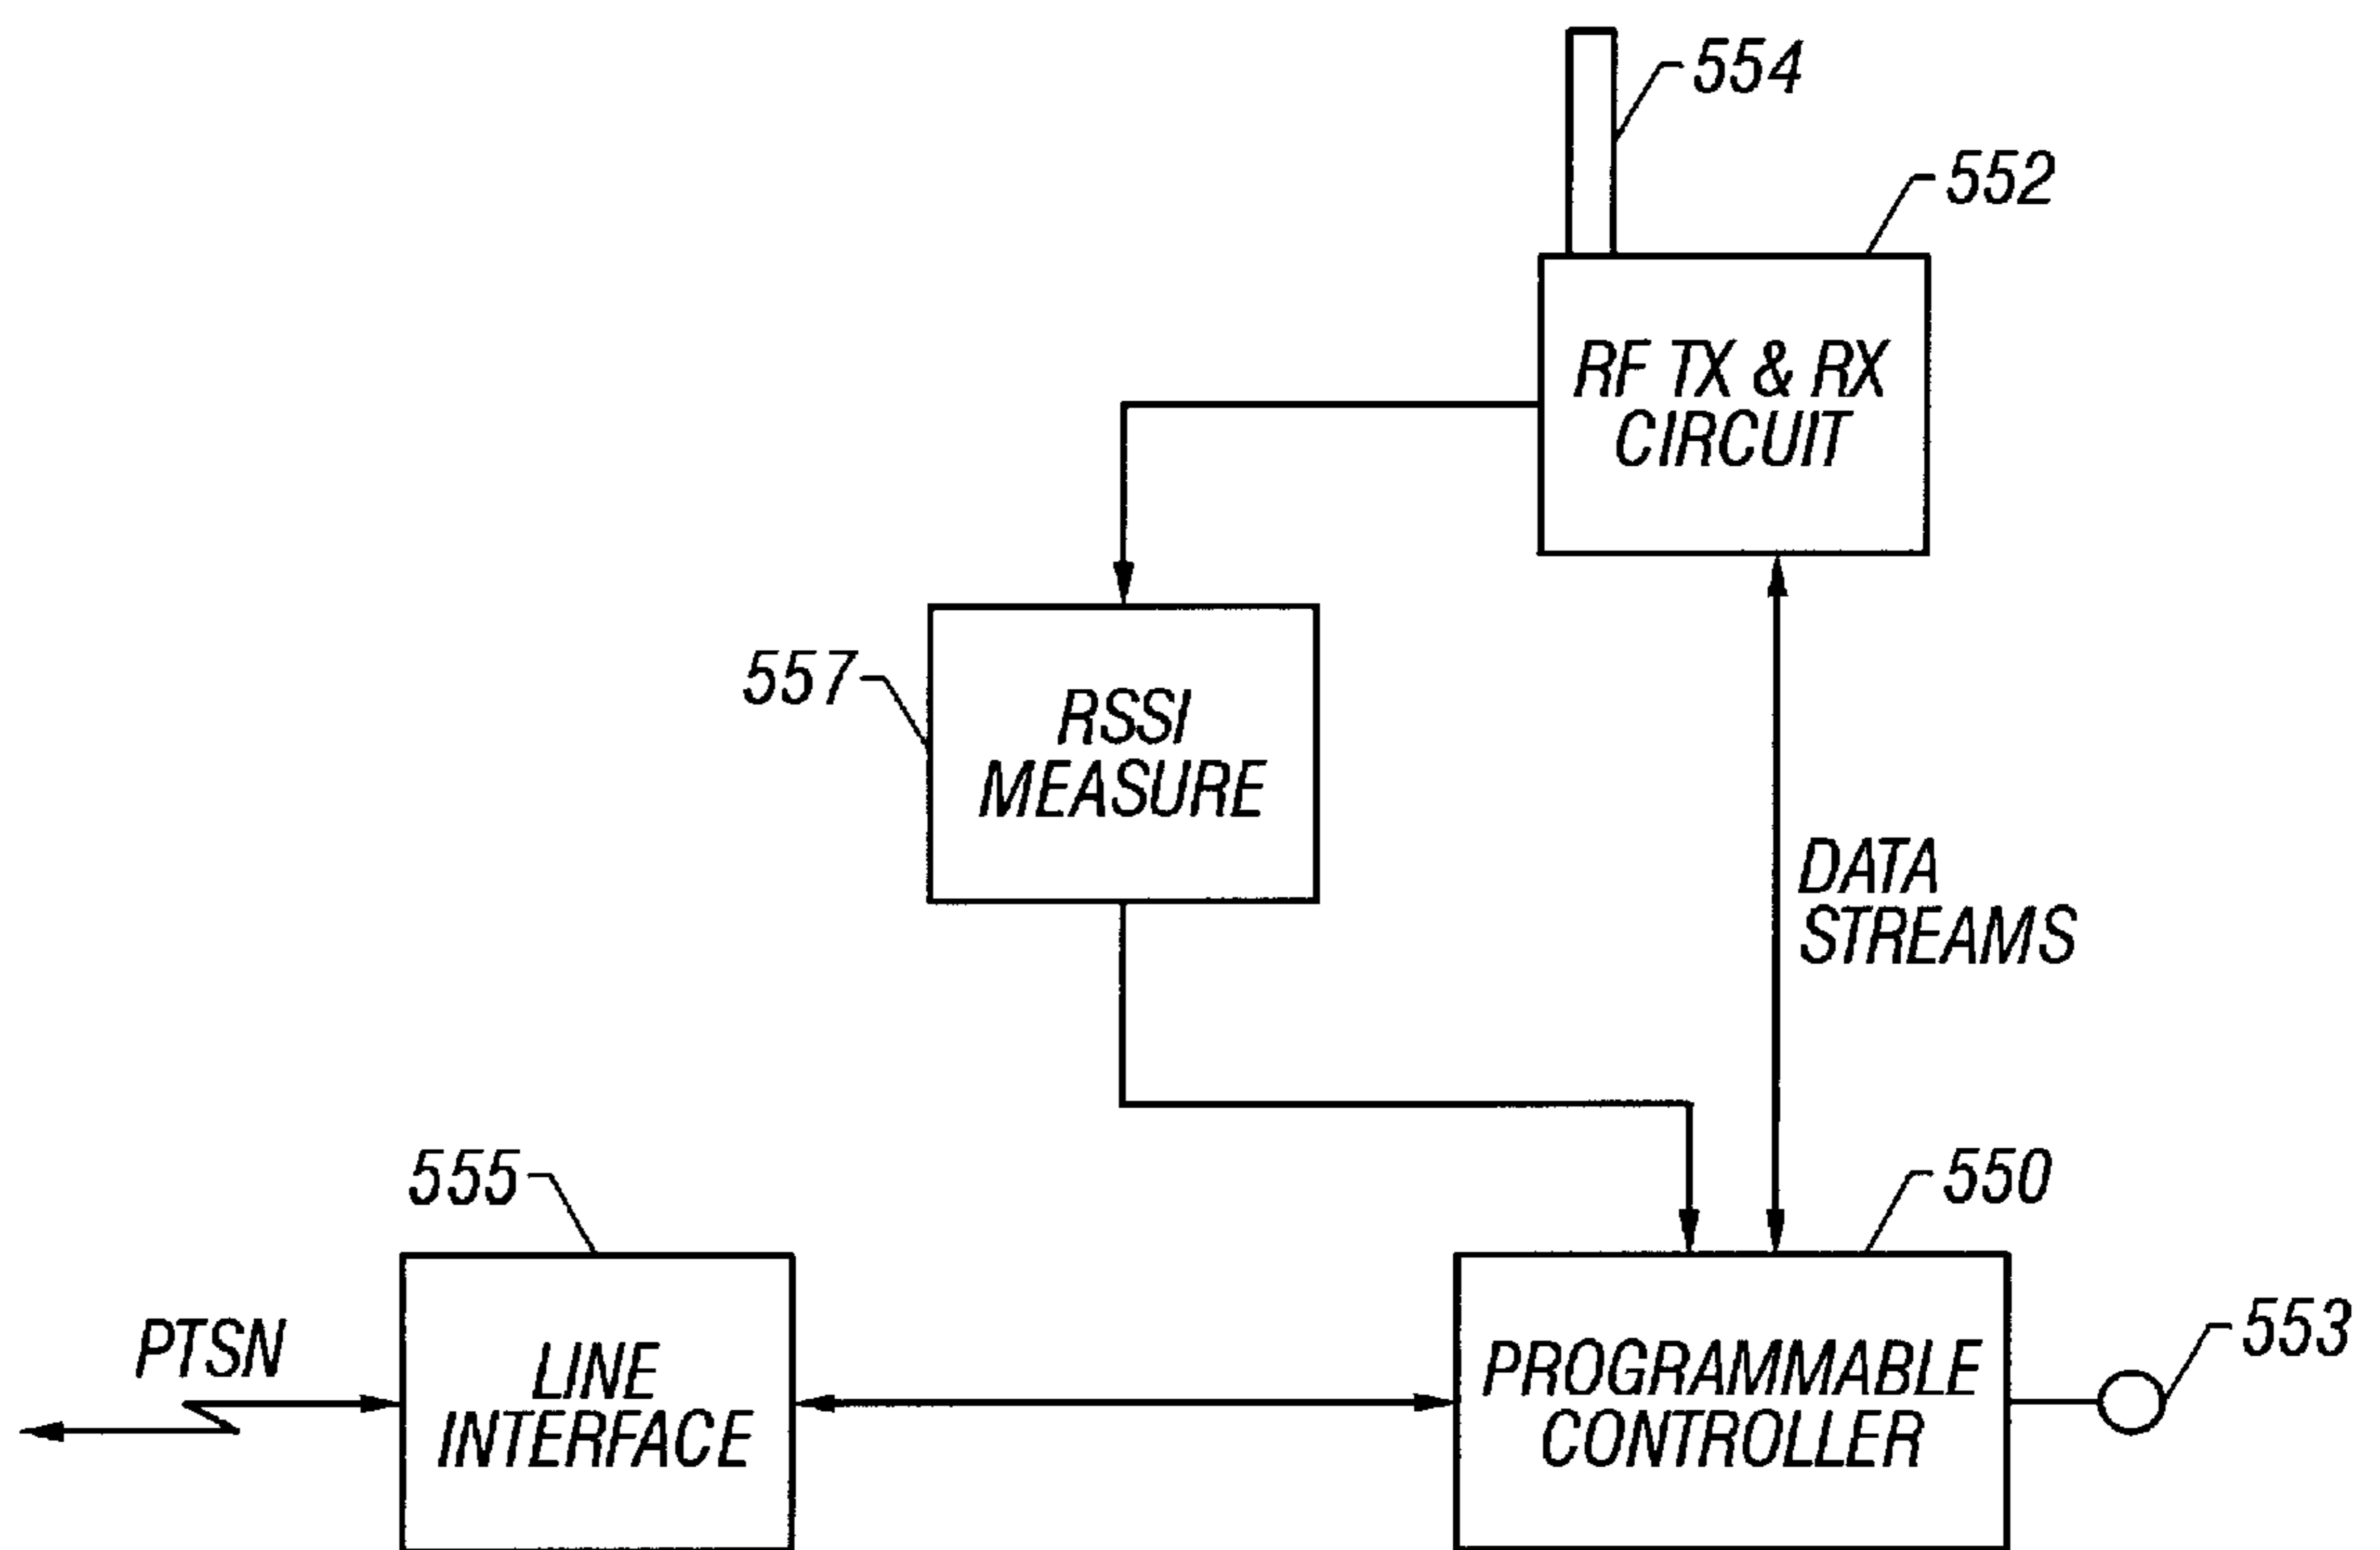 554
552
RF TX & RX
CIRCUIT
557
RSSI
MEASURE
DATA
STREAMS
555
550
PTSN
LINE
INTERFACE
PROGRAMMABLE
CONTROLLER
553